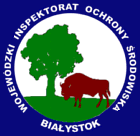 WOJEWÓDZKI INSPEKTORAT OCHRONY ŚRODOWISKA
BIAŁYSTOK